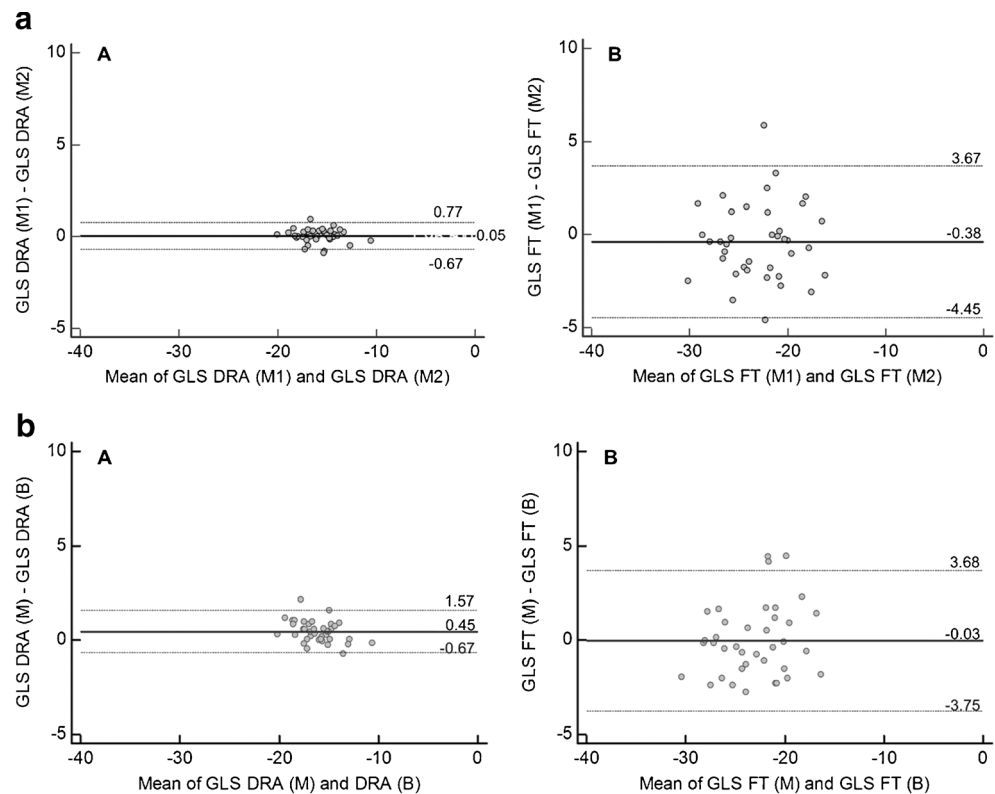 a
A
B
GLS DRA (M1) - GLS DRA (M2)
10
5
0
-5
0.77
0.05
-0.67
-40 -30 -20 -10 0
Mean of GLS DRA (M1) and GLS DRA (M2)
GLS FT (M1) - GLS FT (M2)
10
5
0
-5
3.67
-0.38
-4.45
-40 -30 -20 -10 0
Mean of GLS FT (M1) and GLS FT (M2)
b
A
B
GLS DRA (M) - GLS DRA (B)
10
5
0
-5
1.57
0.45
-0.67
-40 -30 -20 -10 0
Mean of GLS DRA (M) and DRA (B)
GLS FT (M) - GLS FT (B)
10
5
0
-5
3.68
-0.03
-3.75
-40 -30 -20 -10 0
Mean of GLS FT (M) and GLS FT (B)